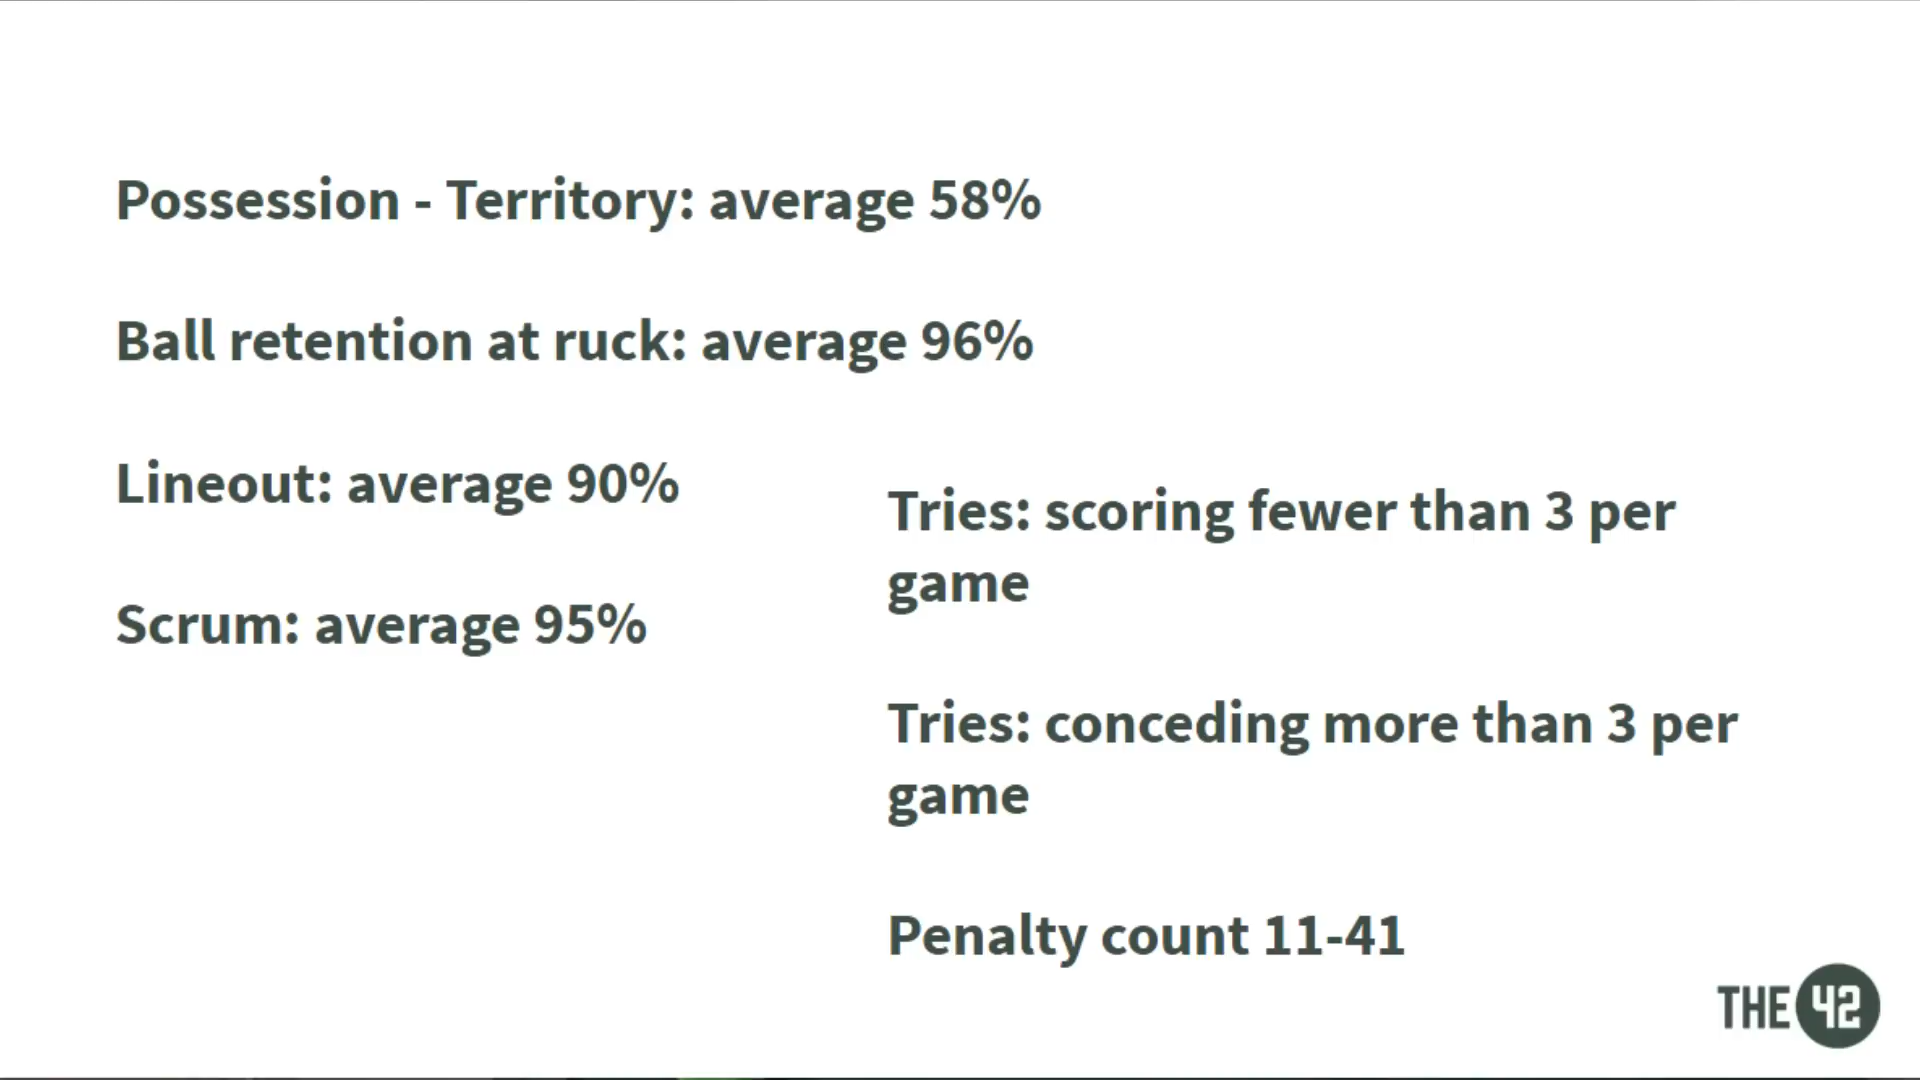 Possession - Territory: average 58%
Ball retention at ruck: average 96%
Lineout: average 90%
Scrum: average 95%
Tries: scoring fewer than 3 per
game
Tries: conceding more than 3 per
game
Penalty count 11-41
THE 42